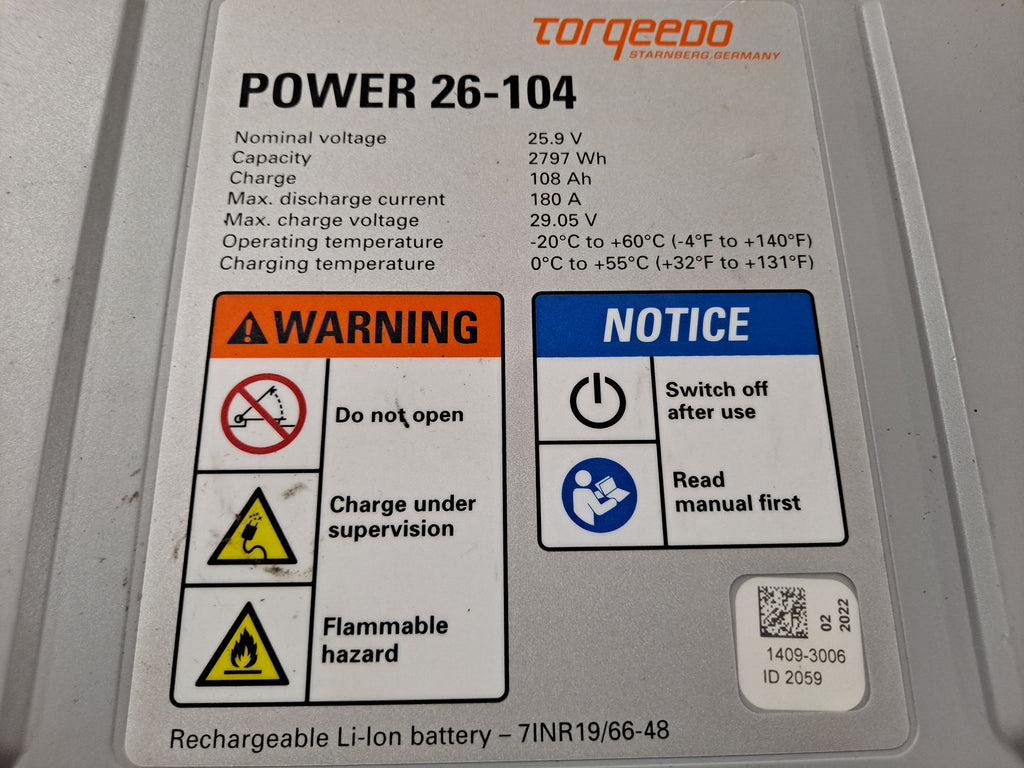 TORQEEDO
STARNBERG.GERMANY
POWER 26-104
Nominal voltage 25.9 V
Capacity 2797 Wh
Charge 108 Ah
Max. discharge current 180 A
Max. charge voltage 29.05 V
Operating temperature -20°C to +60°C (-4°F to +140°F)
Charging temperature 0°C to +55°C (+32°F to +131°F)
WARNING
Do not open
Charge under
supervision
Flammable
hazard
NOTICE
Switch off
after use
Read
manual first
02
2022
1409-3006
ID 2059
Rechargeable Li-Ion battery – 7INR19/66-48